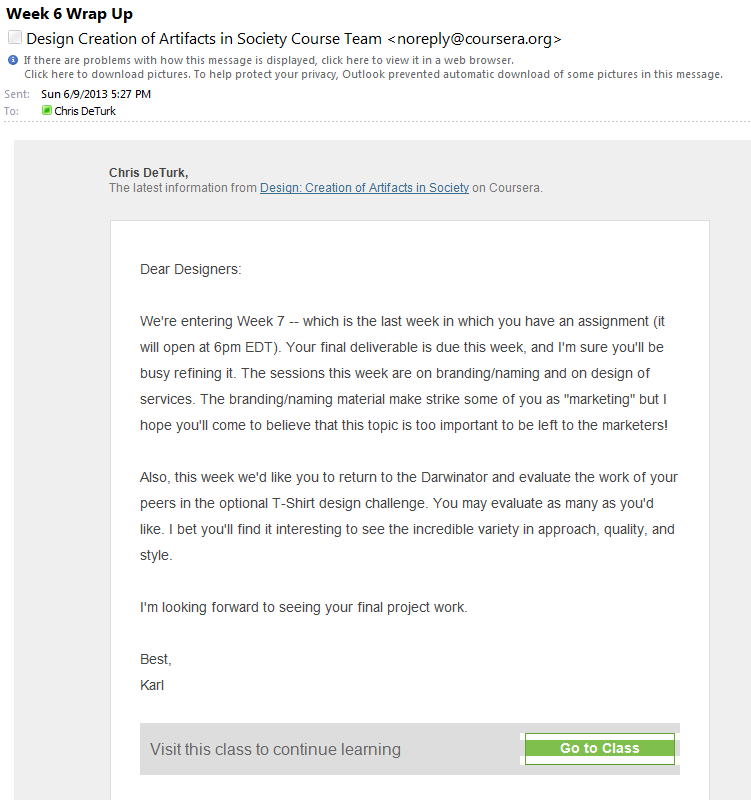 Week 6 Wrap Up
Design Creation of Artifacts in Society Course Team <noreply@coursera.org>
If there are problems with how this message is displayed, click here to view it in a web browser.
Click here to download pictures. To help protect your privacy, Outlook prevented automatic download of some pictures in this message.
Sent: Sun 6/9/2013 5:27 PM
To: Chris DeTurk
Chris DeTurk,
The latest information from Design: Creation of Artifacts in Society on Coursera.
Dear Designers:
We're entering Week 7 -- which is the last week in which you have an assignment (it
will open at 6pm EDT). Your final deliverable is due this week, and I'm sure you'll be
busy refining it. The sessions this week are on branding/naming and on design of
services. The branding/naming material make strike some of you as "marketing" but I
hope you'll come to believe that this topic is too important to be left to the marketers!
Also, this week we'd like you to return to the Darwinator and evaluate the work of your
peers in the optional T-Shirt design challenge. You may evaluate as many as you'd
like. I bet you'll find it interesting to see the incredible variety in approach, quality, and
style.
I'm looking forward to seeing your final project work.
Best,
Karl
Visit this class to continue learning
Go to Class